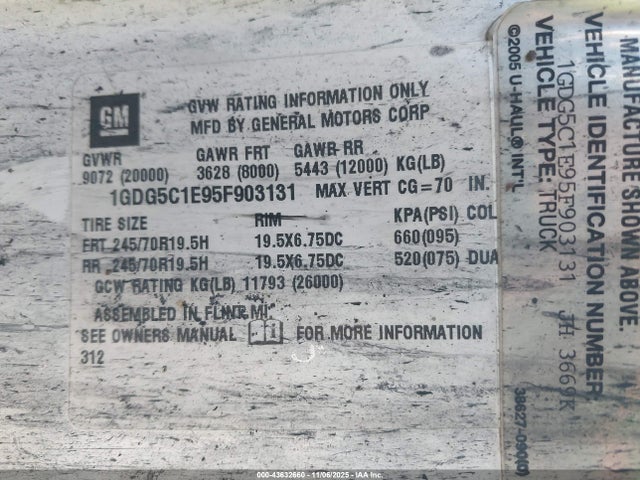 GM
GVW RATING INFORMATION ONLY
MFD BY GENERAL MOTORS CORP
GVWR GAWR FRT GAWR RR
9072 (20000) 3628 (8000) 5443 (12000) KG(LB)
1GDG5C1E95F903131 MAX VERT CG=70 IN.
TIRE SIZE RIM KPA(PSI) COL
FRT 245/70R19.5H 19.5X6.75DC 660(095)
RR 245/70R19.5H 19.5X6.75DC 520(075) DUA
GCW RATING KG(LB) 11793 (26000)
ASSEMBLED IN FLINT, MI.
SEE OWNERS MANUAL FOR MORE INFORMATION
312
MANUFACTURE SHOWN ABOVE.
VEHICLE IDENTIFICATION NUMBER:
1GDG5C1E95F903131 JH 3669K
VEHICLE TYPE: TRUCK
©2005 U-HAUL® INT'L
000-43632660 - 11/06/2025 - IAA Inc.